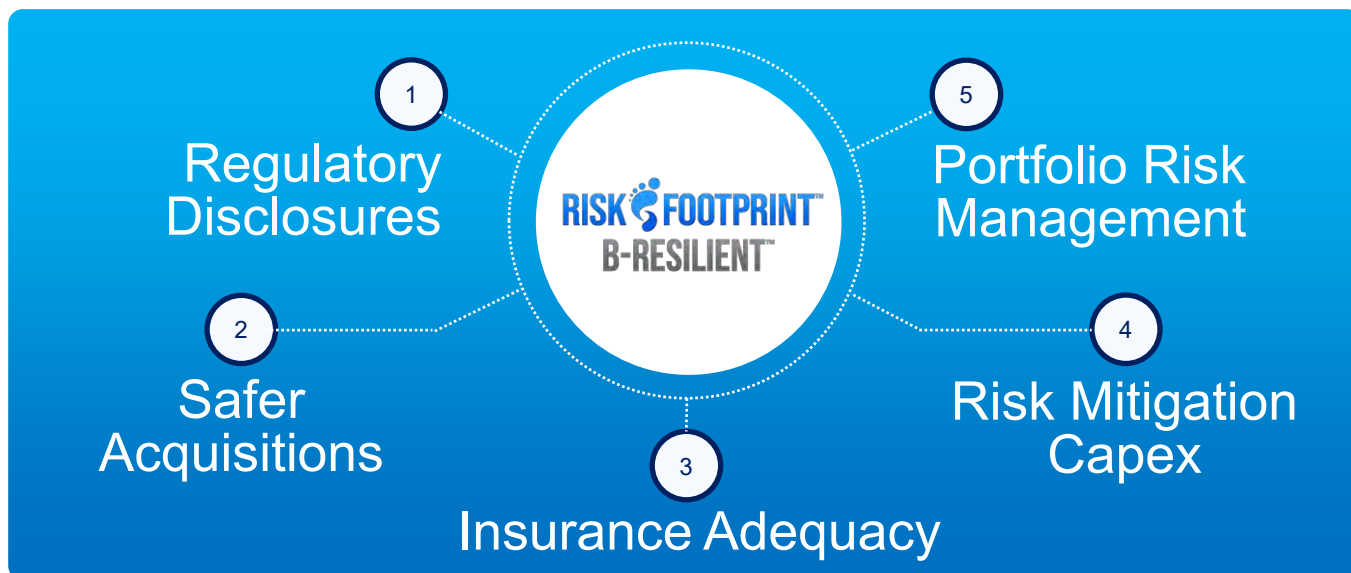 1
Regulatory
Disclosures
2
Safer
Acquisitions
3
Insurance Adequacy
4
Risk Mitigation
Capex
5
Portfolio Risk
Management
RISK FOOTPRINT™
B-RESILIENT™